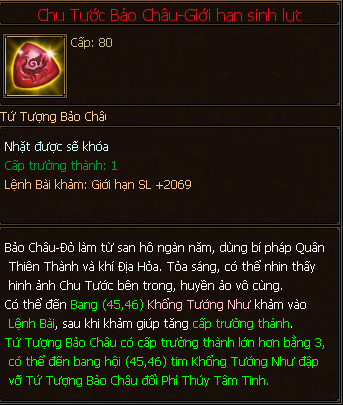 Chu Tước Bảo Châu-Giới hạn sinh lực
Cấp: 80
Tứ Tượng Bảo Châu
Nhặt được sẽ khóa
Cấp trưởng thành: 1
Lệnh Bài khảm: Giới hạn SL +2069
Bảo Châu-Đỏ làm từ san hô ngàn năm, dùng bí pháp Quân
Thiên Thành và khí Địa Hỏa. Tỏa sáng, có thể nhìn thấy
hình ảnh Chu Tước bên trong, huyền ảo vô cùng.
Có thể đến Bang (45,46) Khổng Tướng Như khảm vào
Lệnh Bài, sau khi khảm giúp tăng cấp trưởng thành.
Tứ Tượng Bảo Châu có cấp trưởng thành lớn hơn bằng 3,
có thể đến bang hội (45,46) tìm Khổng Tướng Như đập
vỡ Tứ Tượng Bảo Châu đổi Phỉ Thúy Tâm Tinh.